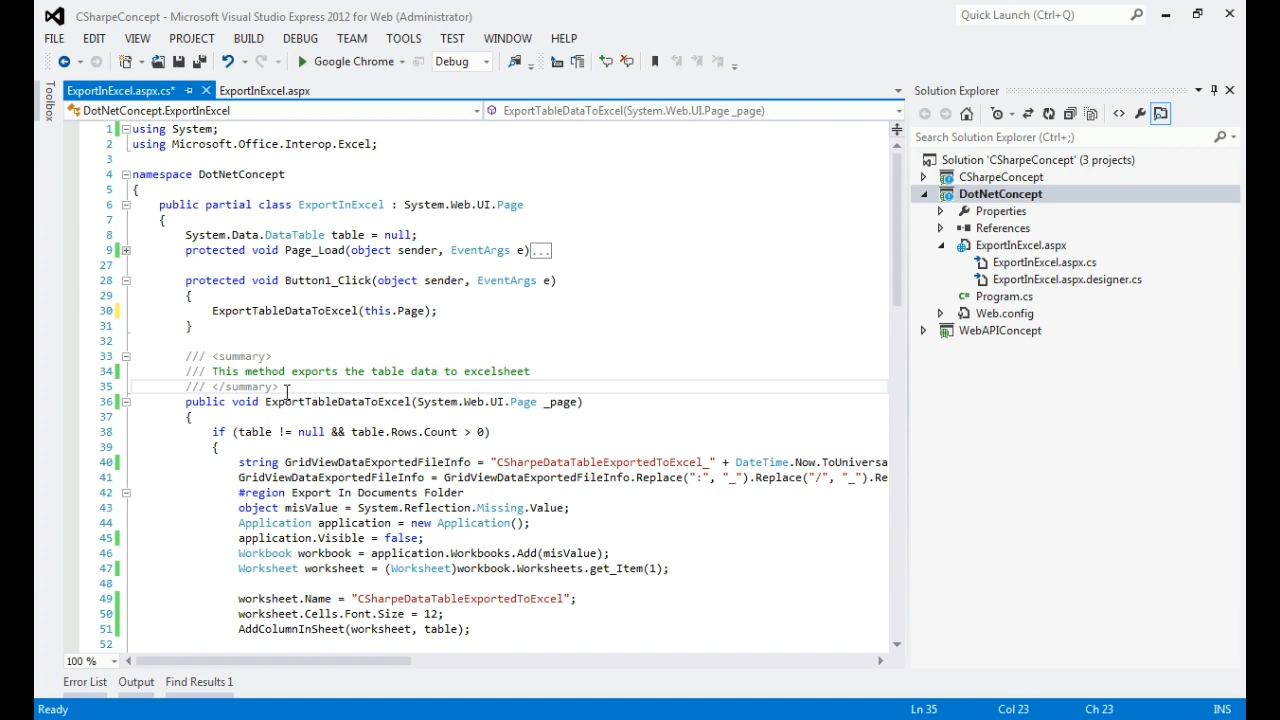 CSharpeConcept - Microsoft Visual Studio Express 2012 for Web (Administrator)
Quick Launch (Ctrl+Q)
FILE EDIT VIEW PROJECT BUILD DEBUG TEAM TOOLS TEST WINDOW HELP
Google Chrome
Debug
Toolbox
ExportInExcel.aspx.cs*
ExportInExcel.aspx
DotNetConcept.ExportInExcel
ExportTableDataToExcel(System.Web.UI.Page _page)
1 using System;
2 using Microsoft.Office.Interop.Excel;
3
4 namespace DotNetConcept
5 {
6 public partial class ExportInExcel : System.Web.UI.Page
7 {
8 System.Data.DataTable table = null;
9 protected void Page_Load(object sender, EventArgs e)...
27
28 protected void Button1_Click(object sender, EventArgs e)
29 {
30 ExportTableDataToExcel(this.Page);
31 }
32
33 /// <summary>
34 /// This method exports the table data to excelsheet
35 /// </summary>
36 public void ExportTableDataToExcel(System.Web.UI.Page _page)
37 {
38 if (table != null && table.Rows.Count > 0)
39 {
40 string GridViewDataExportedFileInfo = "CSharpeDataTableExportedToExcel_" + DateTime.Now.ToUniversa
41 GridViewDataExportedFileInfo = GridViewDataExportedFileInfo.Replace(":", "_").Replace("/", "_").Re
42 #region Export In Documents Folder
43 object misValue = System.Reflection.Missing.Value;
44 Application application = new Application();
45 application.Visible = false;
46 Workbook workbook = application.Workbooks.Add(misValue);
47 Worksheet worksheet = (Worksheet)workbook.Worksheets.get_Item(1);
48
49 worksheet.Name = "CSharpeDataTableExportedToExcel";
50 worksheet.Cells.Font.Size = 12;
51 AddColumnInSheet(worksheet, table);
52
100 %
Solution Explorer
Search Solution Explorer (Ctrl+;)
Solution 'CSharpeConcept' (3 projects)
CSharpeConcept
DotNetConcept
Properties
References
ExportInExcel.aspx
ExportInExcel.aspx.cs
ExportInExcel.aspx.designer.cs
Program.cs
Web.config
WebAPIConcept
Error List Output Find Results 1
Ready Ln 35 Col 23 Ch 23 INS